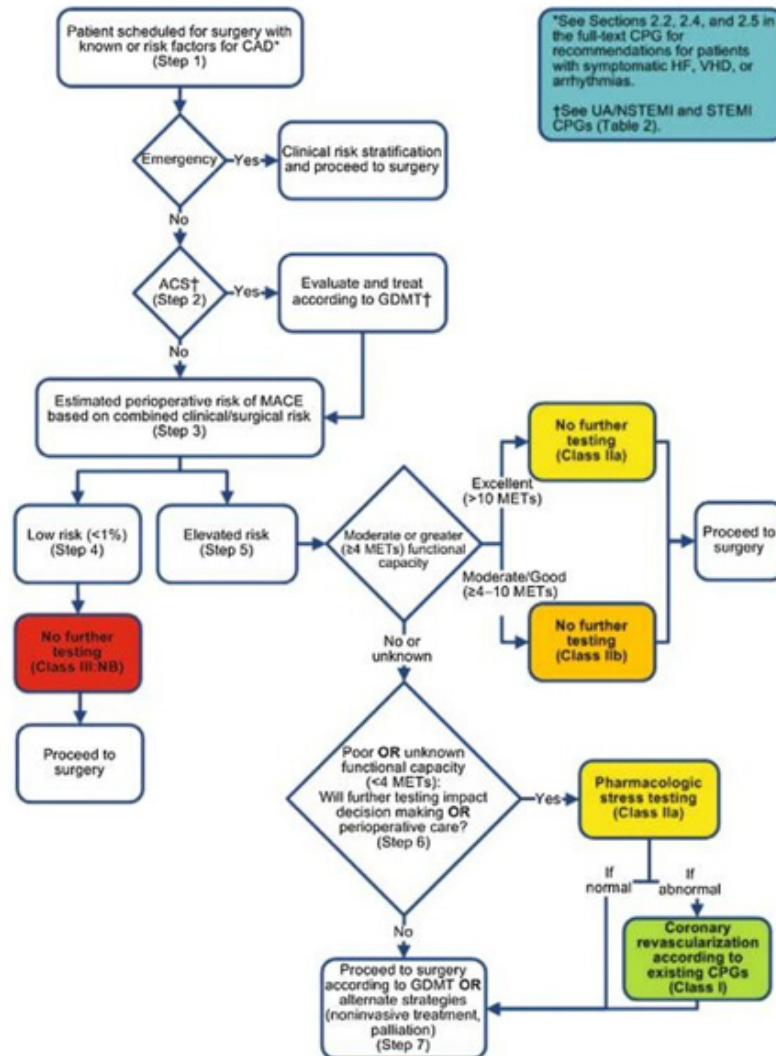 Patient scheduled for surgery with
known or risk factors for CAD*
(Step 1)
*See Sections 2.2, 2.4, and 2.5 in
the full-text CPG for
recommendations for patients
with symptomatic HF, VHD, or
arrhythmias.
†See UA/NSTEMI and STEMI
CPGs (Table 2).
Emergency
Yes
Clinical risk stratification
and proceed to surgery
No
ACS†
(Step 2)
Yes
Evaluate and treat
according to GDMT†
No
Estimated perioperative risk of MACE
based on combined clinical/surgical risk
(Step 3)
Low risk (<1%)
(Step 4)
Elevated risk
(Step 5)
Moderate or greater
(≥4 METs) functional
capacity
Excellent
(>10 METs)
No further
testing
(Class IIa)
Moderate/Good
(≥4–10 METs)
No further
testing
(Class IIb)
Proceed to
surgery
No further
testing
(Class III:NB)
Proceed to
surgery
No or
unknown
Poor OR unknown
functional capacity
(<4 METs):
Will further testing impact
decision making OR
perioperative care?
(Step 6)
Yes
Pharmacologic
stress testing
(Class IIa)
If
normal
If
abnormal
Coronary
revascularization
according to
existing CPGs
(Class I)
No
Proceed to surgery
according to GDMT OR
alternate strategies
(noninvasive treatment,
palliation)
(Step 7)